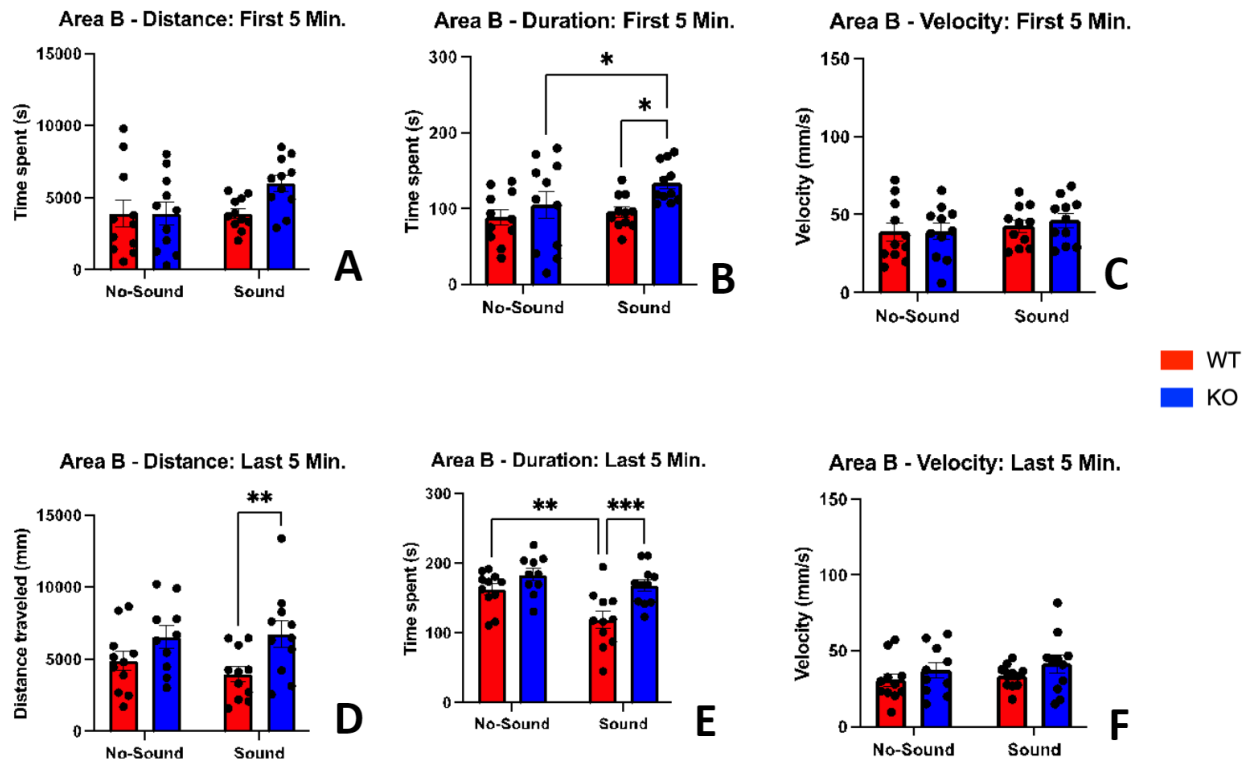 Area B - Distance: First 5 Min.
Time spent (s)
15000
10000
5000
0
No-Sound Sound
A
Area B - Duration: First 5 Min.
Time spent (s)
300
200
100
0
*
*
No-Sound Sound
B
Area B - Velocity: First 5 Min.
Velocity (mm/s)
150
100
50
0
No-Sound Sound
C
WT
KO
Area B - Distance: Last 5 Min.
Distance traveled (mm)
15000
10000
5000
0
**
No-Sound Sound
D
Area B - Duration: Last 5 Min.
Time spent (s)
300
200
100
0
** ***
No-Sound Sound
E
Area B - Velocity: Last 5 Min.
Velocity (mm/s)
150
100
50
0
No-Sound Sound
F